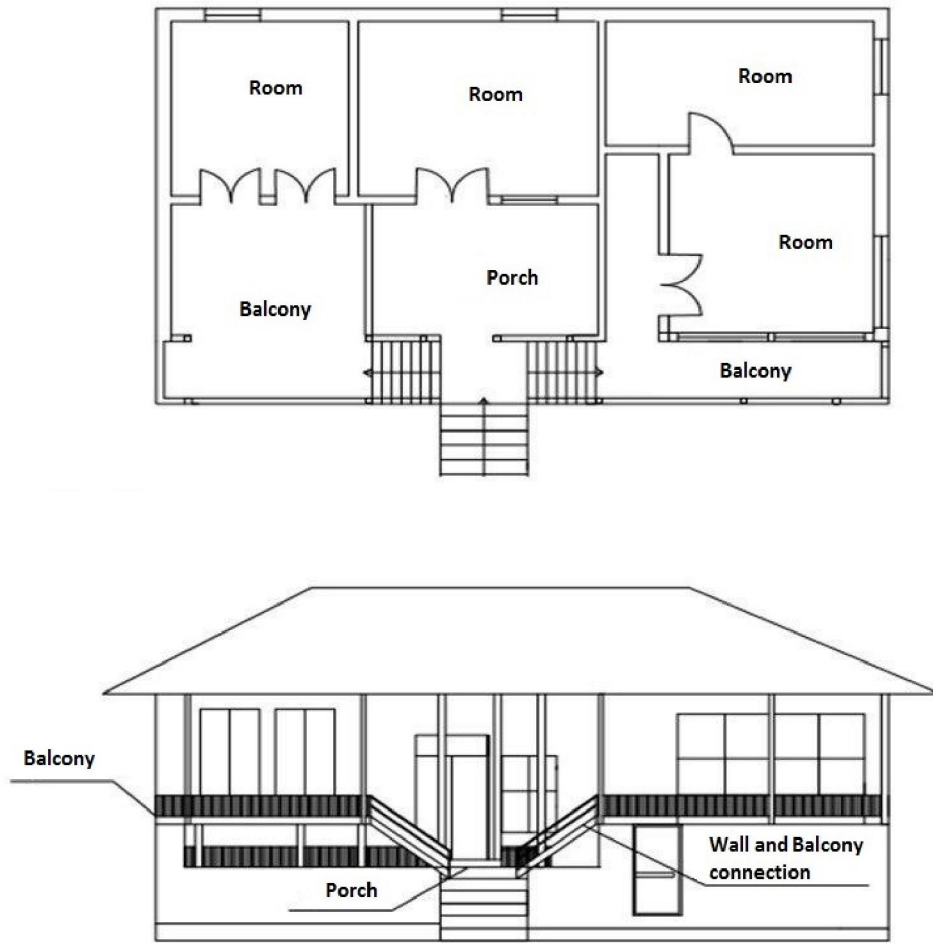 Room
Room
Room
Room
Porch
Balcony
Balcony
Balcony
Wall and Balcony
connection
Porch